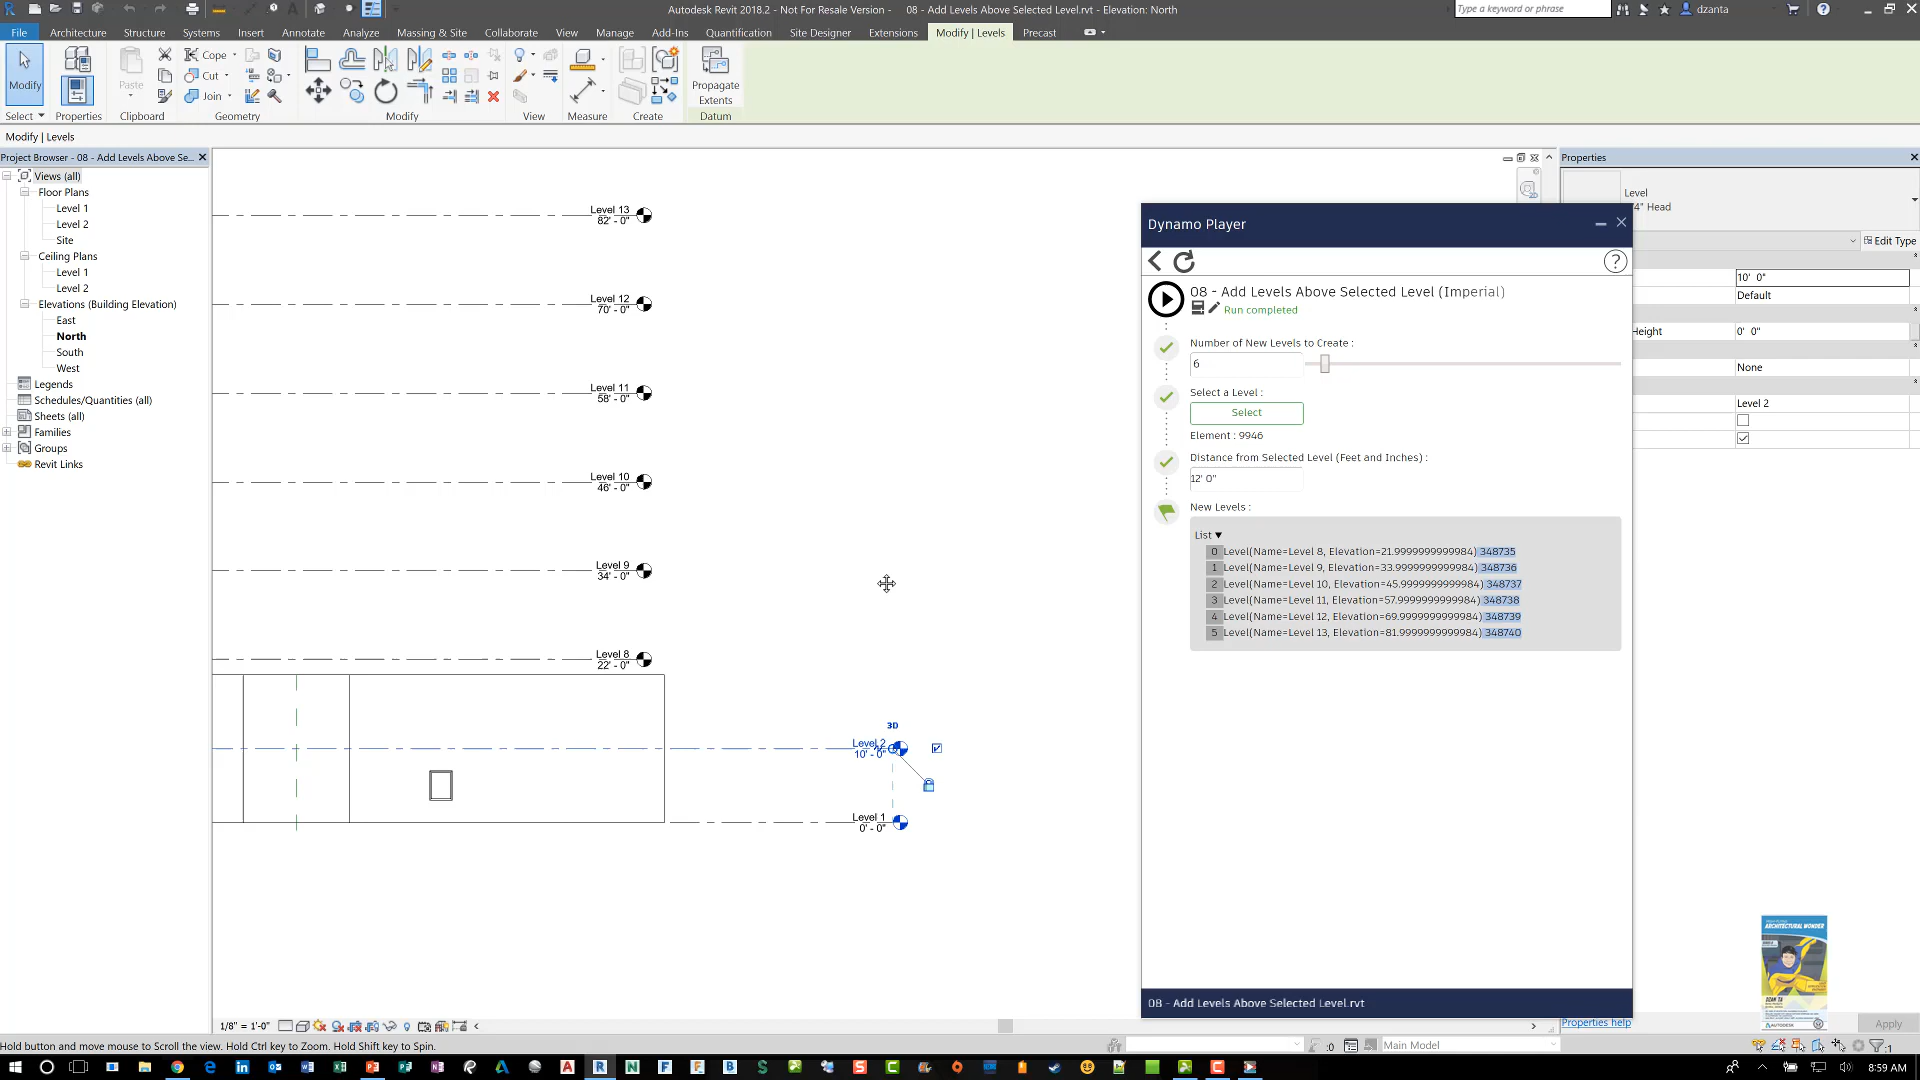 Autodesk Revit 2018.2 - Not For Resale Version -    08 - Add Levels Above Selected Level.rvt - Elevation: North
Type a keyword or phrase
dzanta
File
Architecture
Structure
Systems
Insert
Annotate
Analyze
Massing & Site
Collaborate
View
Manage
Add-Ins
Quantification
Site Designer
Extensions
Modify | Levels
Precast
Modify
Paste
Cope
Cut
Join
Propagate
Extents
Select
Properties
Clipboard
Geometry
Modify
View
Measure
Create
Datum
Modify | Levels
Project Browser - 08 - Add Levels Above Se...
Views (all)
Floor Plans
Level 1
Level 2
Site
Ceiling Plans
Level 1
Level 2
Elevations (Building Elevation)
East
North
South
West
Legends
Schedules/Quantities (all)
Sheets (all)
Families
Groups
Revit Links
Level 13
82' - 0"
Level 12
70' - 0"
Level 11
58' - 0"
Level 10
46' - 0"
Level 9
34' - 0"
Level 8
22' - 0"
3D
Level 2
10' - 0"
Level 1
0' - 0"
Dynamo Player
?
08 - Add Levels Above Selected Level (Imperial)
Run completed
Number of New Levels to Create :
6
Select a Level :
Select
Element : 9946
Distance from Selected Level (Feet and Inches) :
12' 0"
New Levels :
List ▼
0 Level(Name=Level 8, Elevation=21.9999999999984) 348735
1 Level(Name=Level 9, Elevation=33.9999999999984) 348736
2 Level(Name=Level 10, Elevation=45.9999999999984) 348737
3 Level(Name=Level 11, Elevation=57.9999999999984) 348738
4 Level(Name=Level 12, Elevation=69.9999999999984) 348739
5 Level(Name=Level 13, Elevation=81.9999999999984) 348740
08 - Add Levels Above Selected Level.rvt
Properties
Level
/4" Head
Edit Type
10' 0"
Default
Height
0' 0"
None
Level 2
Properties help
Apply
ARCHITECTURAL WONDER
AUTODESK
1/8" = 1'-0"
Hold button and move mouse to Scroll the view. Hold Ctrl key to Zoom. Hold Shift key to Spin.
:0
Main Model
:1
8:59 AM